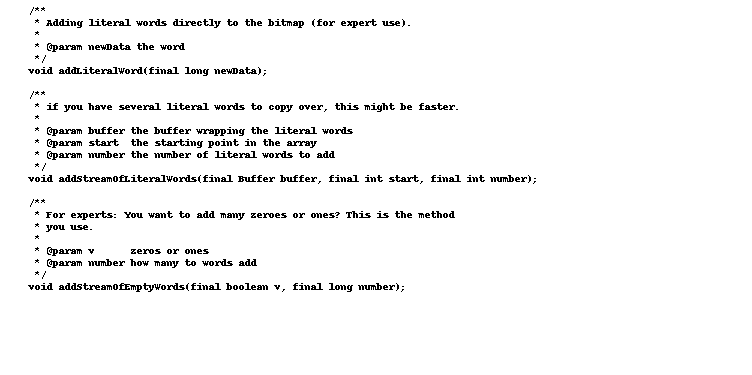 /**
 * Adding literal words directly to the bitmap (for expert use).
 *
 * @param newData the word
 */
void addLiteralWord(final long newData);
/**
 * if you have several literal words to copy over, this might be faster.
 *
 * @param buffer the buffer wrapping the literal words
 * @param start  the starting point in the array
 * @param number the number of literal words to add
 */
void addStreamOfLiteralWords(final Buffer buffer, final int start, final int number);
/**
 * For experts: You want to add many zeroes or ones? This is the method
 * you use.
 *
 * @param v      zeros or ones
 * @param number how many to words add
 */
void addStreamOfEmptyWords(final boolean v, final long number);